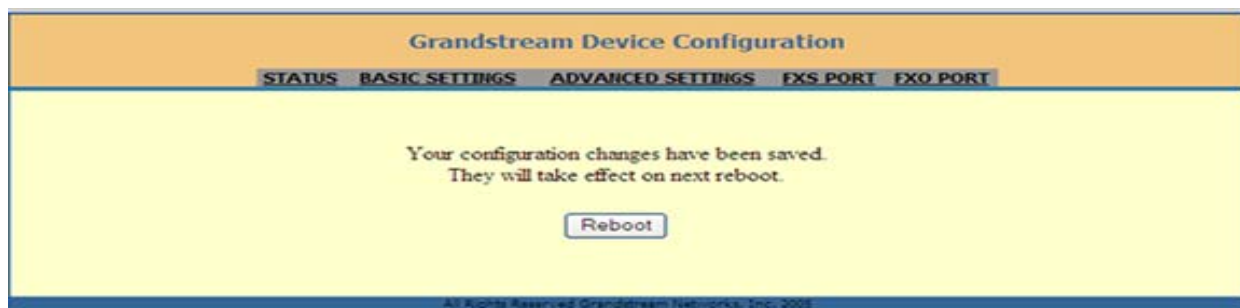 Grandstream Device Configuration
STATUS BASIC SETTINGS ADVANCED SETTINGS FXS PORT FXO PORT
Your configuration changes have been saved.
They will take effect on next reboot.
Reboot
All Rights Reserved Grandstream Networks, Inc. 2005